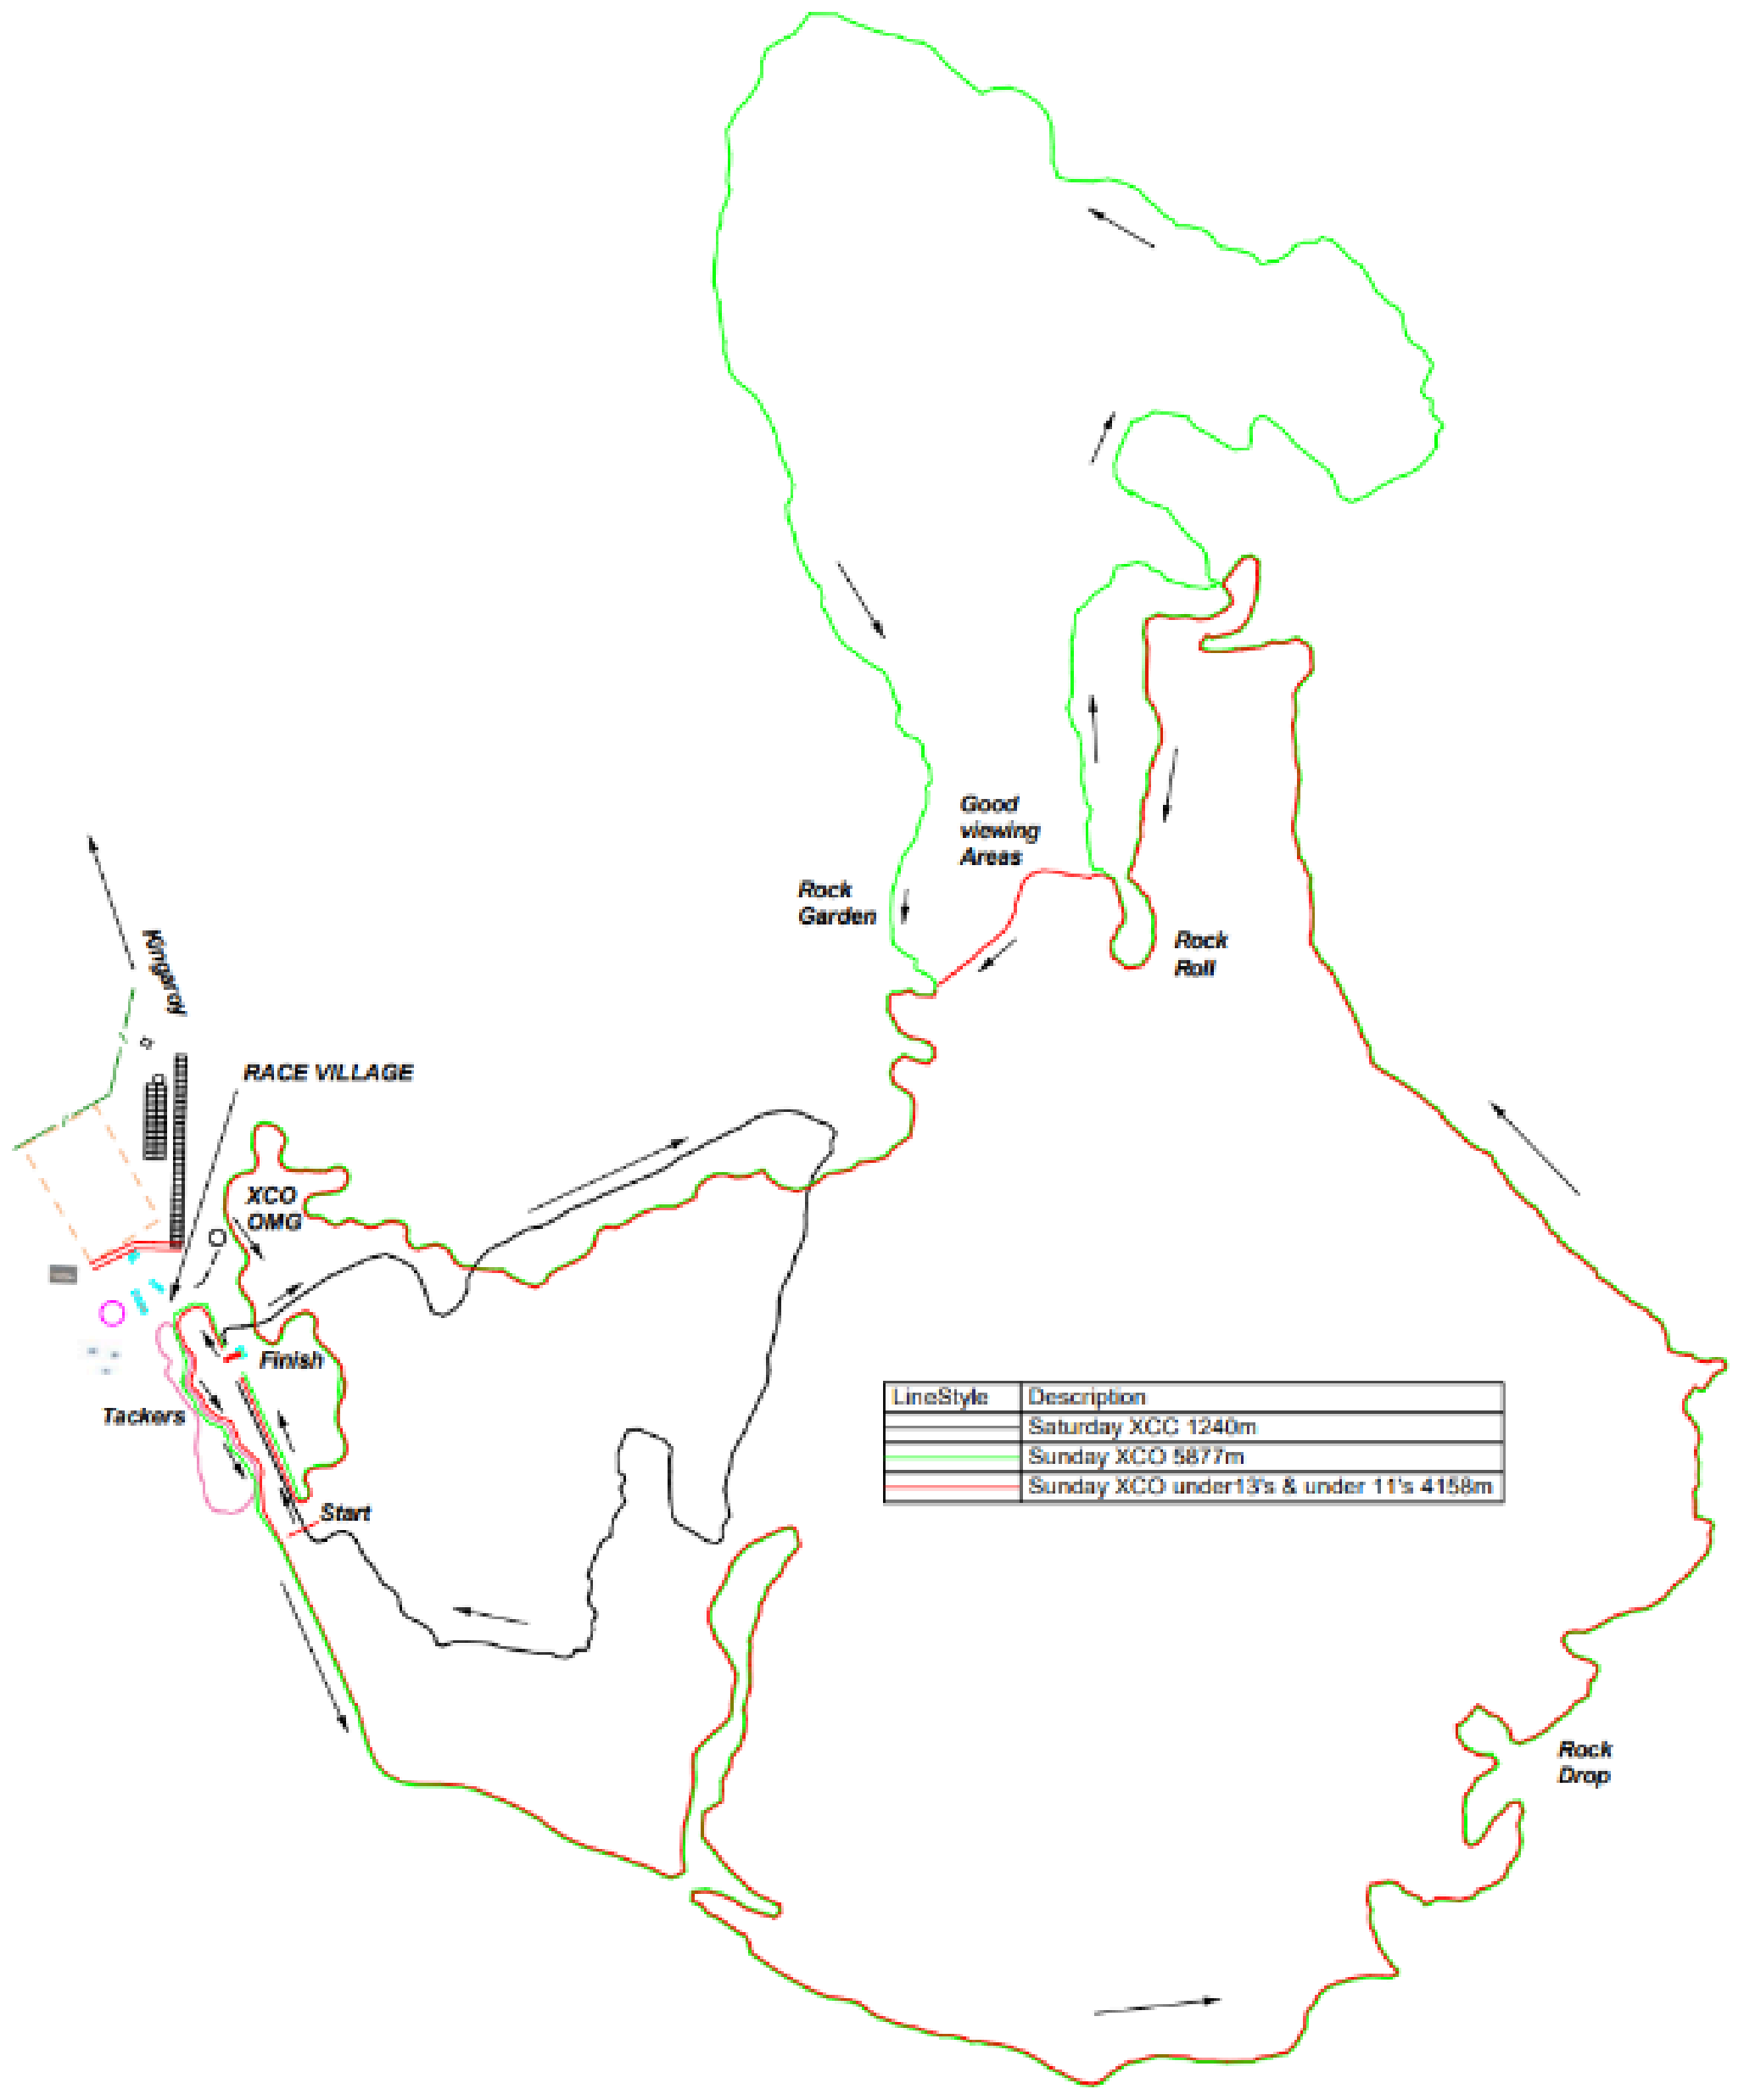 Good
viewing
Areas
Rock
Garden
Rock
Roll
Kingaroy
RACE VILLAGE
XCO
OMG
Finish
Tackers
Start
LineStyle Description
Saturday XCC 1240m
Sunday XCO 5877m
Sunday XCO under13's & under 11's 4158m
Rock
Drop